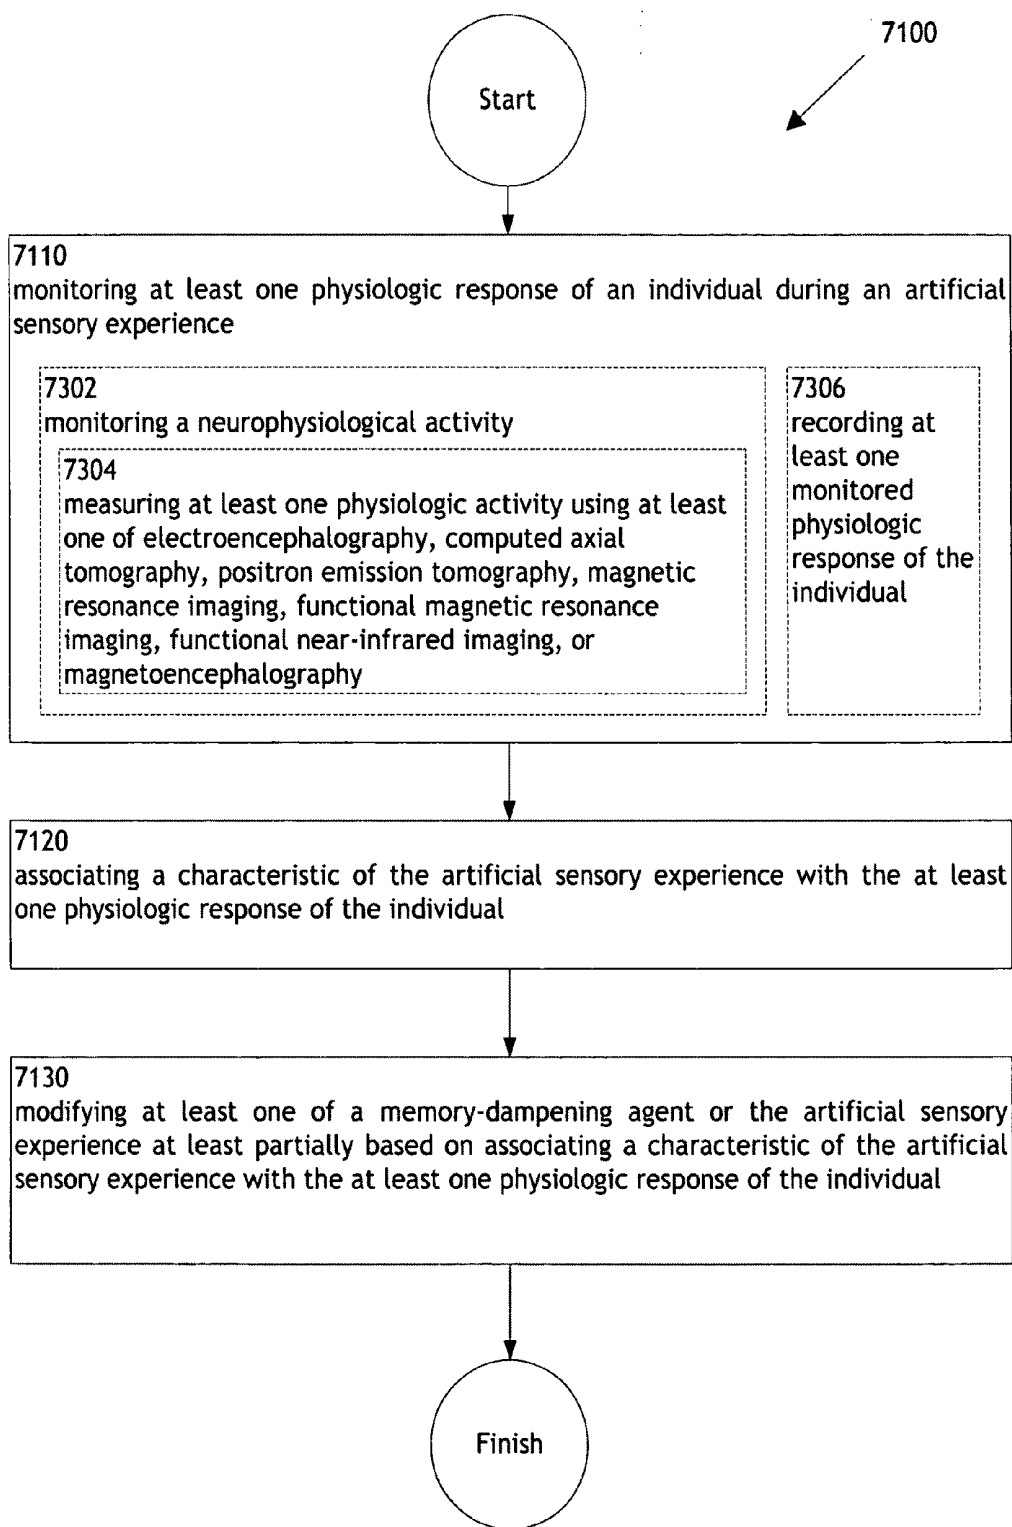 7100
Start
7110
monitoring at least one physiologic response of an individual during an artificial
sensory experience
7302
monitoring a neurophysiological activity
7304
measuring at least one physiologic activity using at least
one of electroencephalography, computed axial
tomography, positron emission tomography, magnetic
resonance imaging, functional magnetic resonance
imaging, functional near-infrared imaging, or
magnetoencephalography
7306
recording at
least one
monitored
physiologic
response of the
individual
7120
associating a characteristic of the artificial sensory experience with the at least
one physiologic response of the individual
7130
modifying at least one of a memory-dampening agent or the artificial sensory
experience at least partially based on associating a characteristic of the artificial
sensory experience with the at least one physiologic response of the individual
Finish